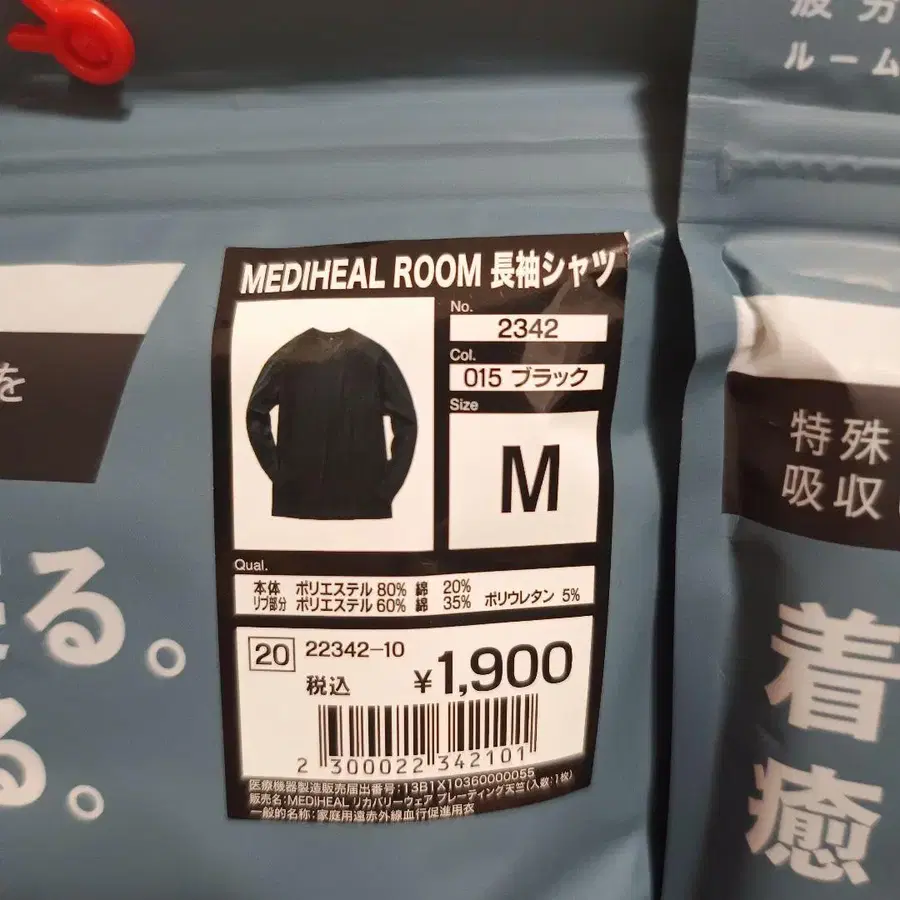 MEDIHEAL ROOM 長袖シャツ
No.
2342
Col.
015 ブラック
Size
M
Qual.
本体 ポリエステル 80% 綿 20%
リブ部分 ポリエステル 60% 綿 35% ポリウレタン 5%
20 22342-10
税込 ¥1,900
2 300022 342101
医療機器製造販売届出番号:13B1X10360000055
販売名:MEDIHEAL リカバリーウェア プレーティング天竺(入数:1枚)
一般的名称:家庭用遠赤外線血行促進用衣
を
る。
る。
ルーム
特殊
吸収
着
癒